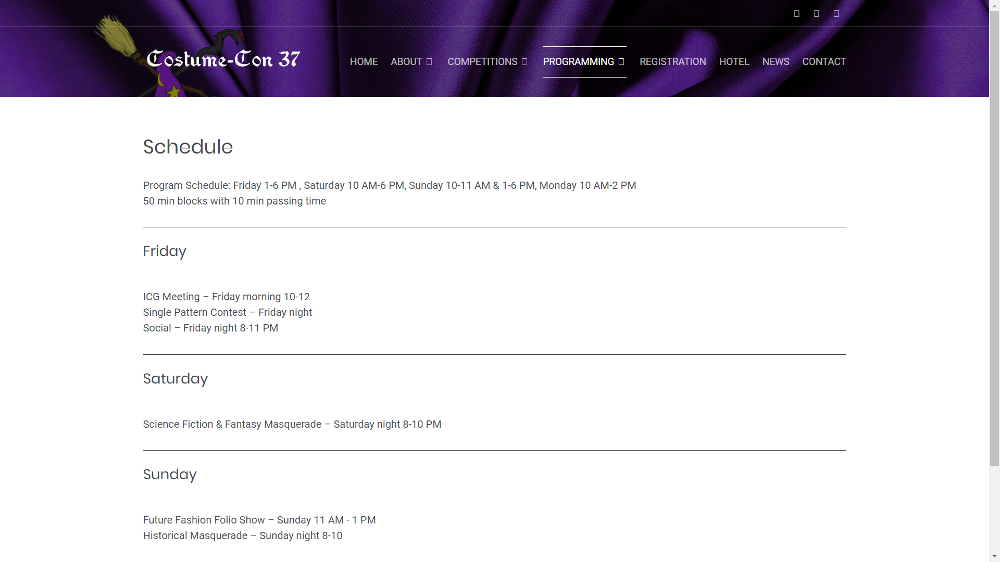 Costume-Con 37
HOME ABOUT COMPETITIONS PROGRAMMING REGISTRATION HOTEL NEWS CONTACT
Schedule
Program Schedule: Friday 1-6 PM , Saturday 10 AM-6 PM, Sunday 10-11 AM & 1-6 PM, Monday 10 AM-2 PM
50 min blocks with 10 min passing time
Friday
ICG Meeting – Friday morning 10-12
Single Pattern Contest – Friday night
Social – Friday night 8-11 PM
Saturday
Science Fiction & Fantasy Masquerade – Saturday night 8-10 PM
Sunday
Future Fashion Folio Show – Sunday 11 AM - 1 PM
Historical Masquerade – Sunday night 8-10